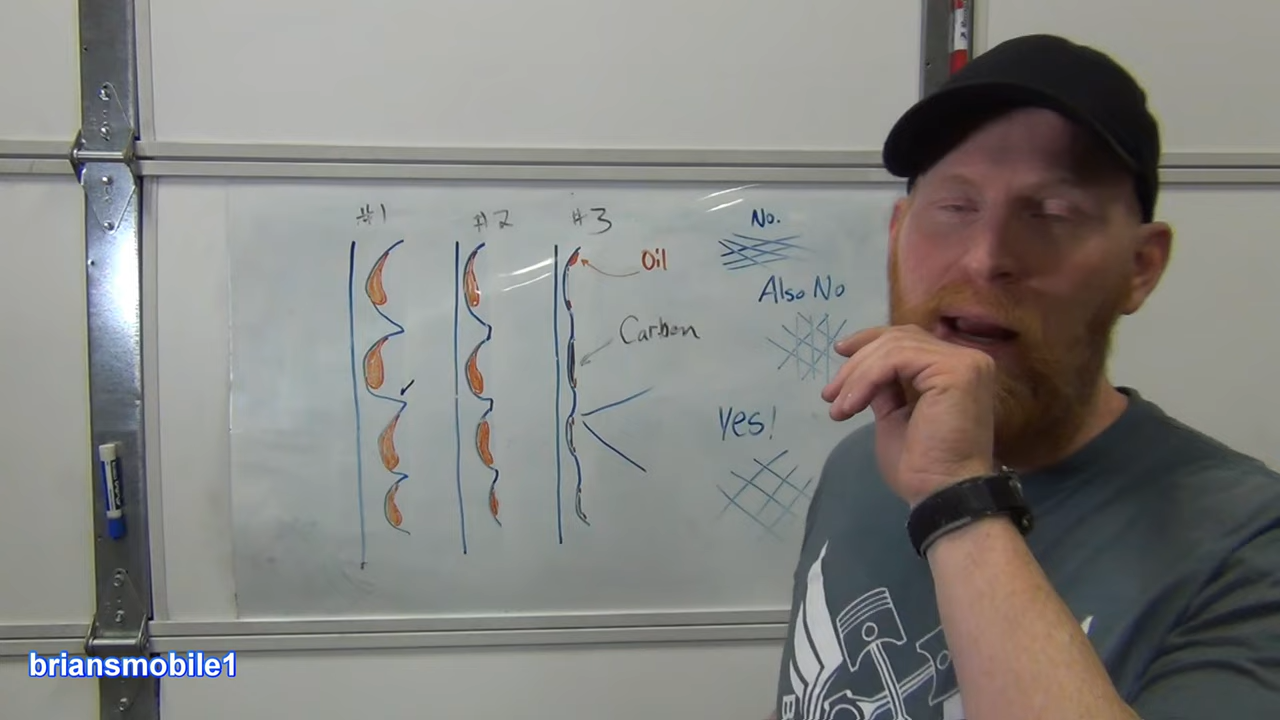 #1
#2
#3
Oil
Carbon
No.
Also No
Yes!
briansmobile1